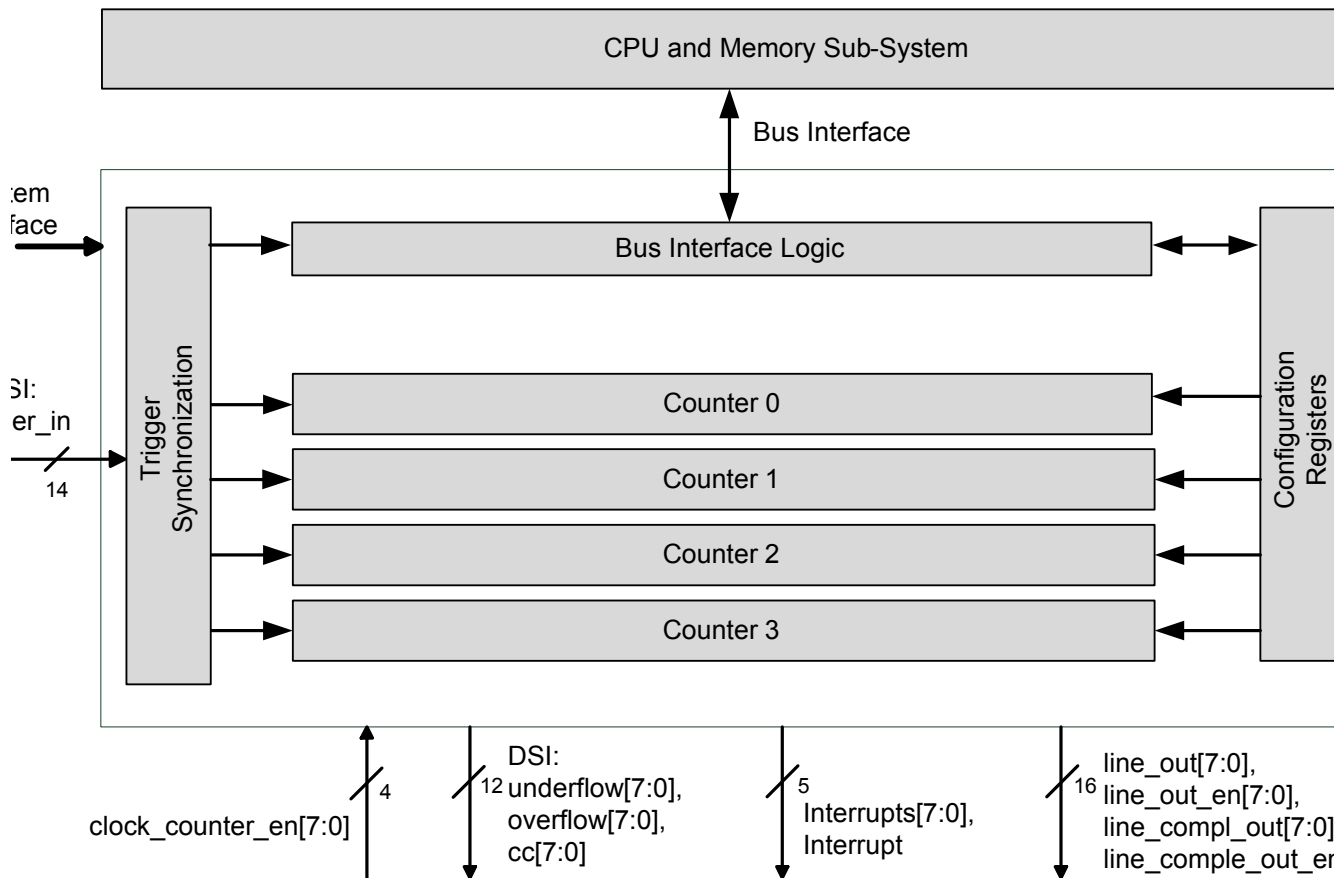 CPU and Memory Sub-System
Bus Interface
Bus Interface Logic
Trigger
Synchronization
Counter 0
er_in
14
Counter 1
Counter 2
Counter 3
Configuration
Registers
clock_counter_en[7:0]
4
12
DSI:
underflow[7:0],
overflow[7:0],
cc[7:0]
5
Interrupts[7:0],
Interrupt
16
line_out[7:0],
line_out_en[7:0],
line_compl_out[7:0]
line_comple_out_en